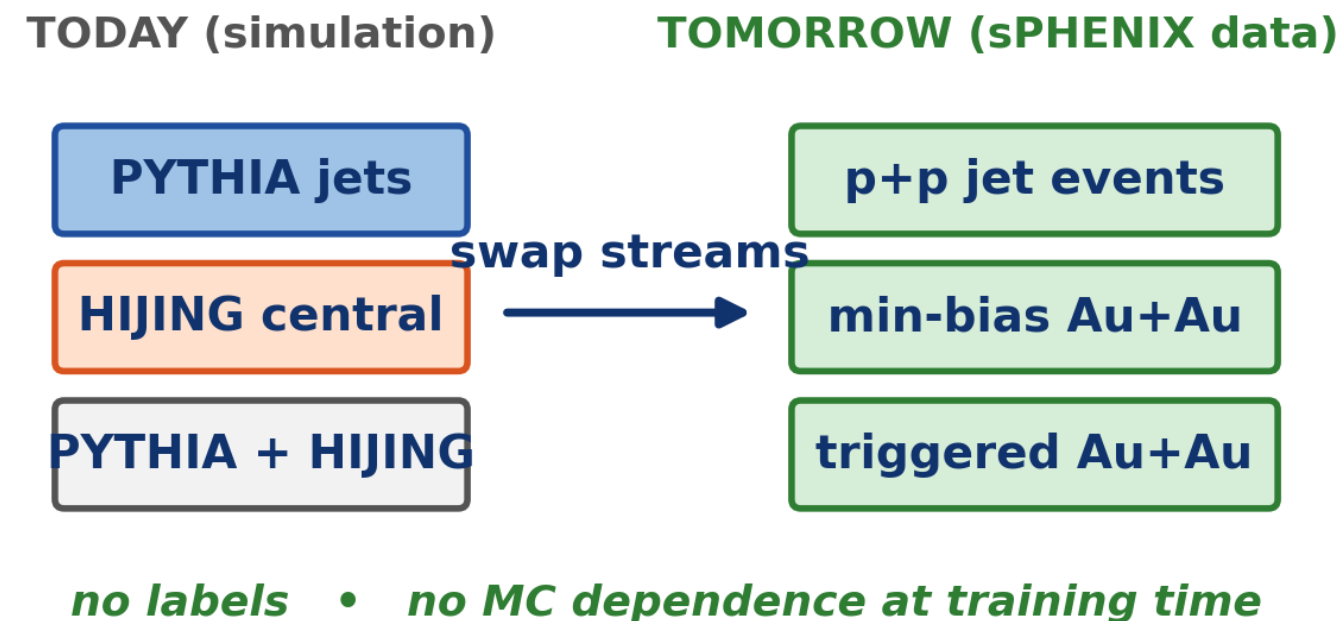 TODAY (simulation)
TOMORROW (sPHENIX data)
PYTHIA jets
p+p jet events
swap streams
HIJING central
min-bias Au+Au
PYTHIA + HIJING
triggered Au+Au
no labels • no MC dependence at training time